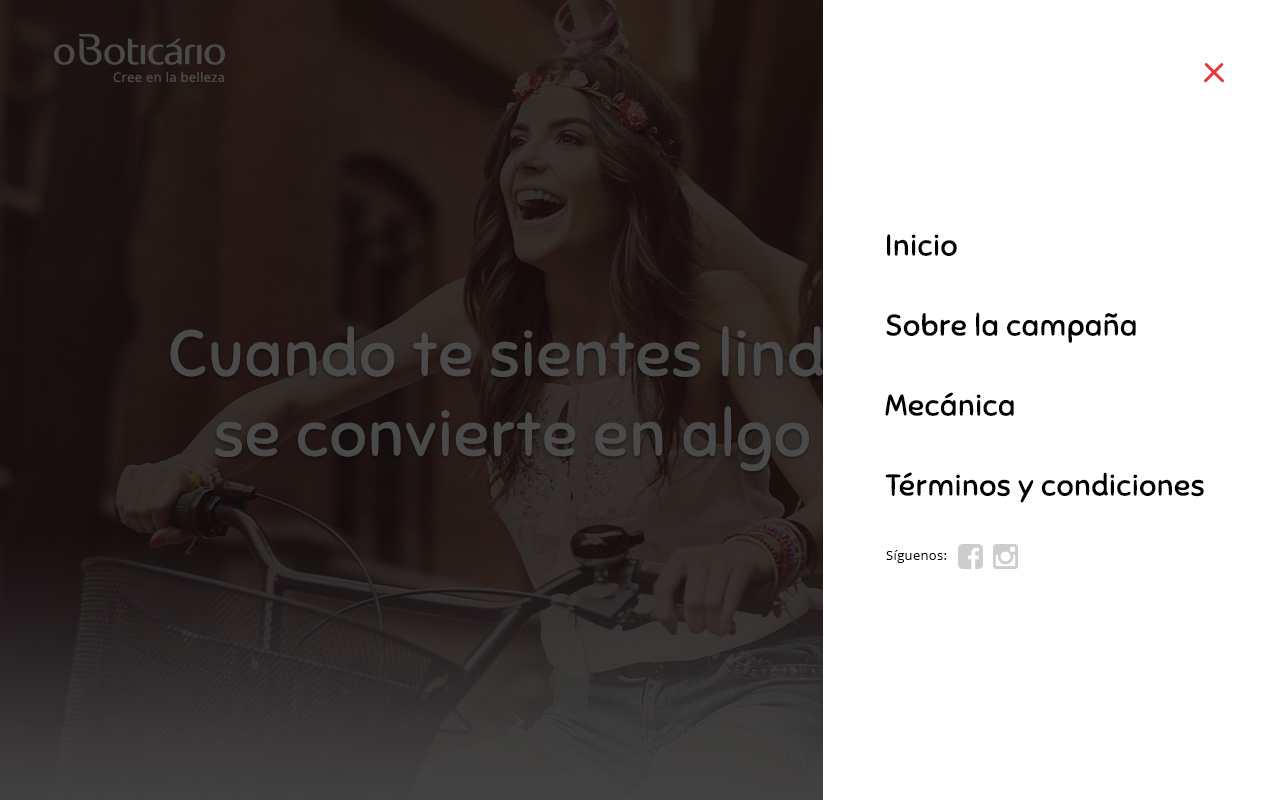 oBoticário
Cree en la belleza
Cuando te sientes lind
se convierte en algo
Inicio
Sobre la campaña
Mecánica
Términos y condiciones
Síguenos: